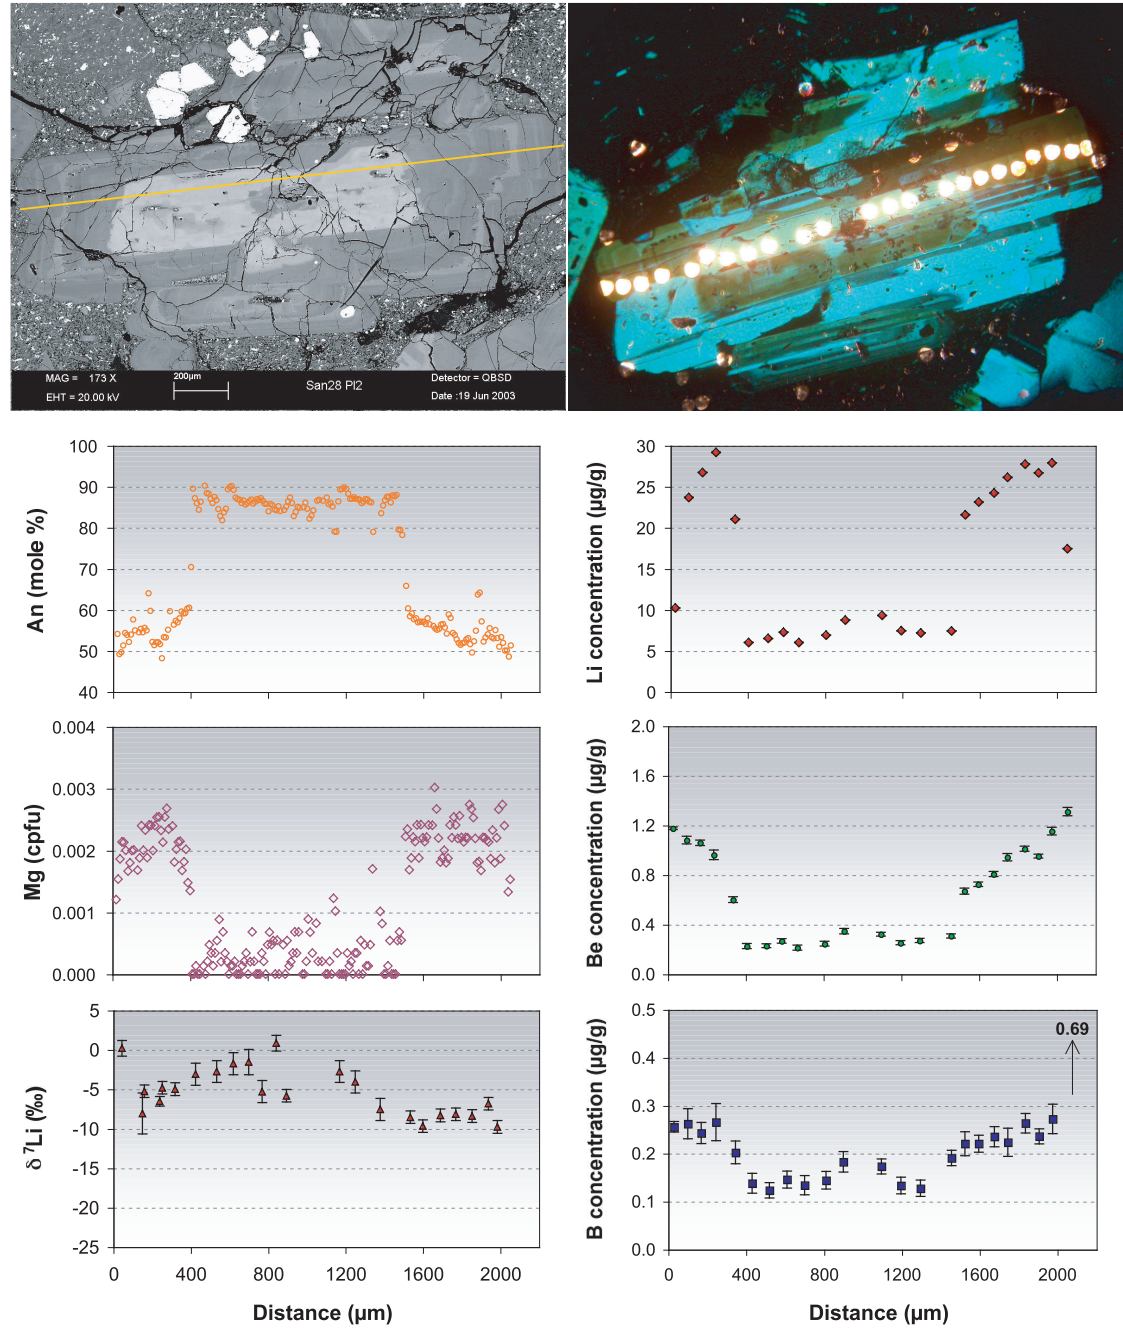 MAG = 173 X
EHT = 20.00 kV
200µm
San28 Pl2
Detector = QBSD
Date :19 Jun 2003
An (mole %)
100
90
80
70
60
50
40
Li concentration (µg/g)
30
25
20
15
10
5
0
Mg (cpfu)
0.004
0.003
0.002
0.001
0.000
Be concentration (µg/g)
2.0
1.6
1.2
0.8
0.4
0.0
δ 7Li (‰)
5
0
-5
-10
-15
-20
-25
0 400 800 1200 1600 2000
Distance (µm)
B concentration (µg/g)
0.5
0.4
0.3
0.2
0.1
0.0
0.69
0 400 800 1200 1600 2000
Distance (µm)